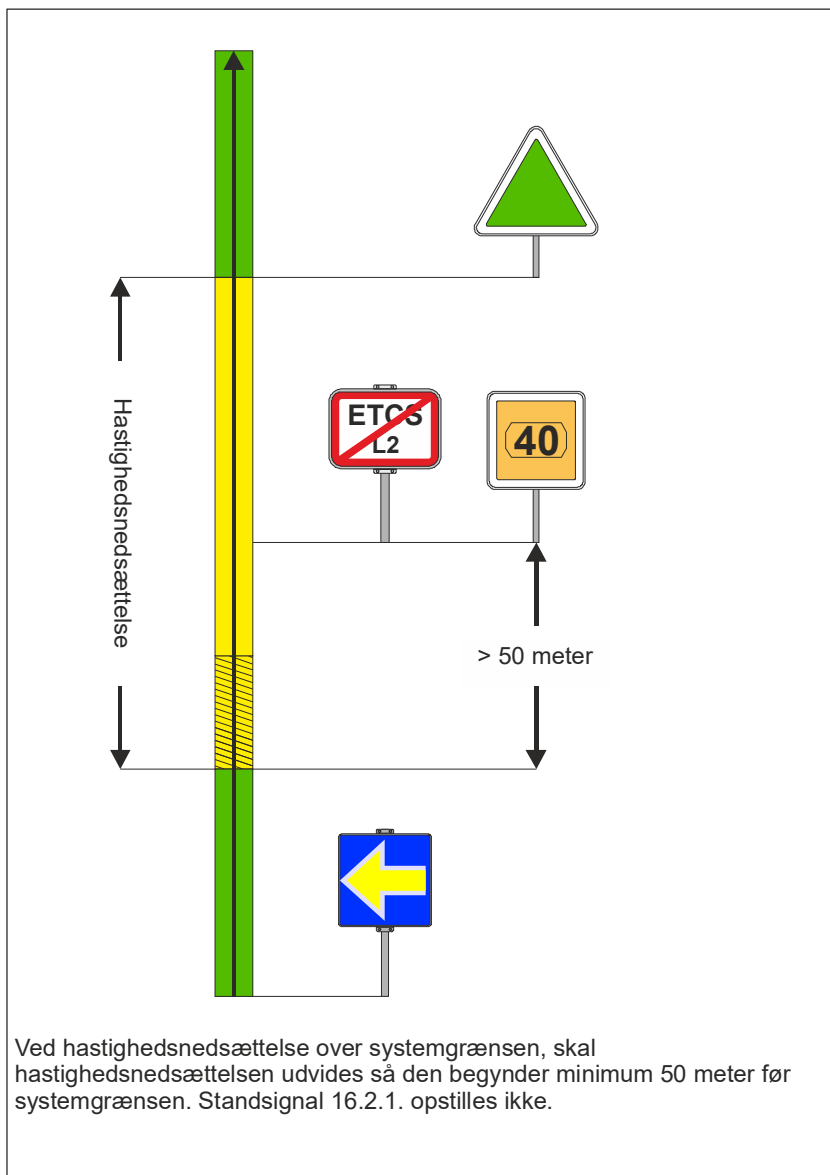 ETCS
L2
40
Hastighedsnedsættelse
> 50 meter
Ved hastighedsnedsættelse over systemgrænsen, skal
hastighedsnedsættelsen udvides så den begynder minimum 50 meter før
systemgrænsen. Standsignal 16.2.1. opstilles ikke.